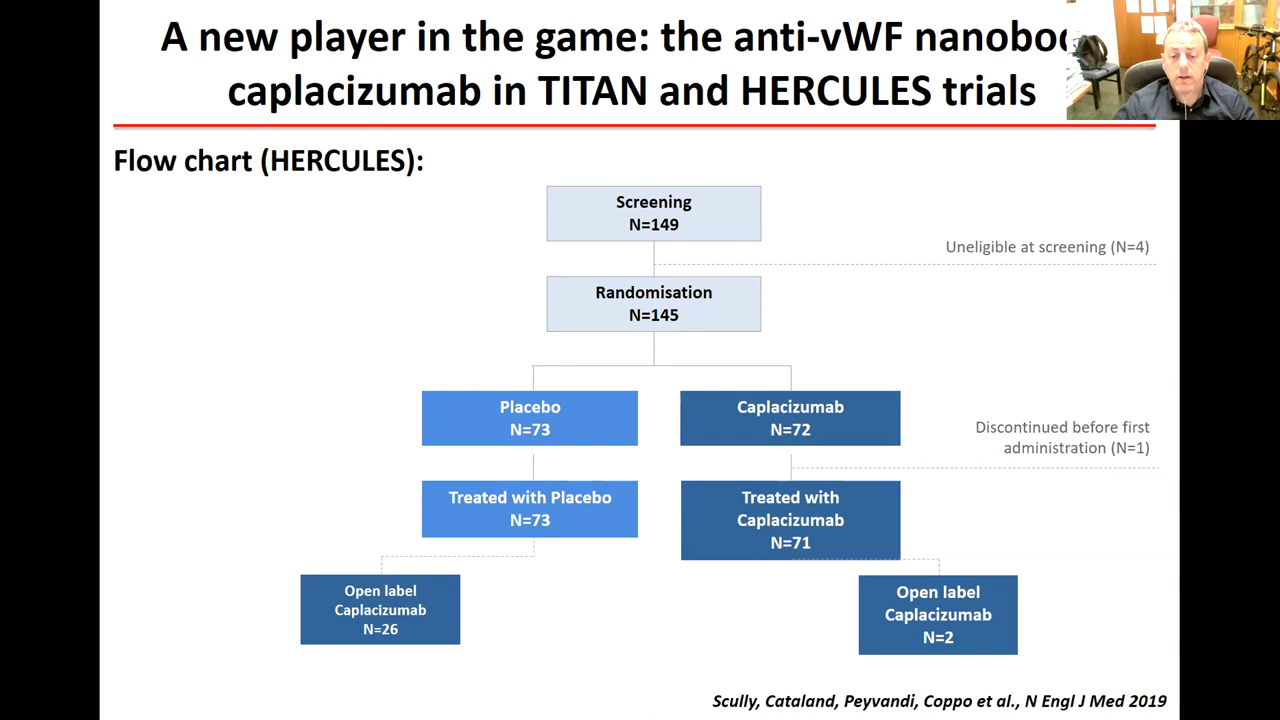 A new player in the game: the anti-vWF
caplacizumab in TITAN and HERCULES trials
Flow chart (HERCULES):
Screening
N=149
Uneligible at screening (N=4)
Randomisation
N=145
Placebo
N=73
Caplacizumab
N=72
Discontinued before first
administration (N=1)
Treated with Placebo
N=73
Treated with
Caplacizumab
N=71
Open label
Caplacizumab
N=26
Open label
Caplacizumab
N=2
Scully, Cataland, Peyvandi, Coppo et al., N Engl J Med 2019